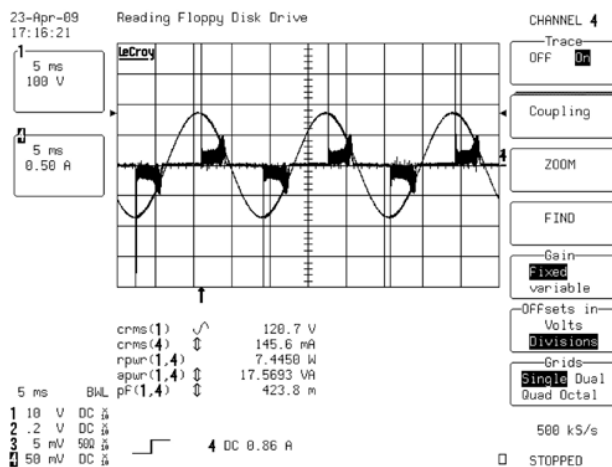 23-Apr-09
17:16:21
Reading Floppy Disk Drive
CHANNEL 4
1
5 ms
100 V
4
5 ms
0.50 A
LeCroy
4
Trace
OFF On
Coupling
ZOOM
FIND
Gain
Fixed
variable
Offsets in
Volts
Divisions
Grids
Single Dual
Quad Octal
crms(1) 120.7 V
crms(4) 145.6 mA
rpwr(1,4) 7.4450 W
apwr(1,4) 17.5693 VA
pf(1,4) 423.8 m
5 ms BWL
1 10 V DC
2 .2 V DC
3 5 mV 50Ω
4 50 mV DC
4 DC 0.86 A
500 kS/s
STOPPED